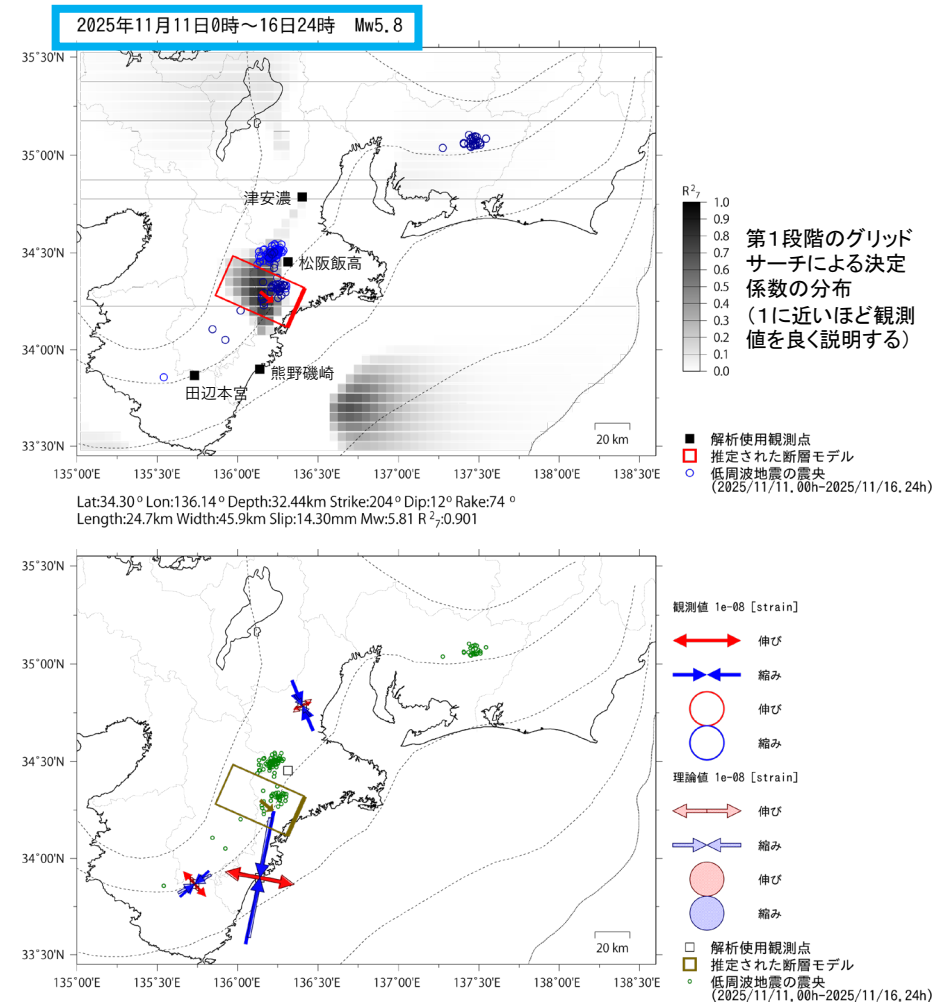 2025年11月11日0時～16日24時　Mw5.8
35°30'N
35°00'N
34°30'N
34°00'N
33°30'N
135°00'E
135°30'E
136°00'E
136°30'E
137°00'E
137°30'E
138°00'E
138°30'E
津安濃
松阪飯高
熊野磯崎
田辺本宮
20 km
R²₇
1.0
0.9
0.8
0.7
0.6
0.5
0.4
0.3
0.2
0.1
0.0
第１段階のグリッド
サーチによる決定
係数の分布
（１に近いほど観測
値を良く説明する）
解析使用観測点
推定された断層モデル
低周波地震の震央
(2025/11/11.00h-2025/11/16.24h)
Lat:34.30° Lon:136.14° Depth:32.44km Strike:204° Dip:12° Rake:74 °
Length:24.7km Width:45.9km Slip:14.30mm Mw:5.81 R²₇:0.901
35°30'N
35°00'N
34°30'N
34°00'N
33°30'N
135°00'E
135°30'E
136°00'E
136°30'E
137°00'E
137°30'E
138°00'E
138°30'E
20 km
観測値 1e-08 [strain]
伸び
縮み
伸び
縮み
理論値 1e-08 [strain]
伸び
縮み
伸び
縮み
解析使用観測点
推定された断層モデル
低周波地震の震央
(2025/11/11.00h-2025/11/16.24h)